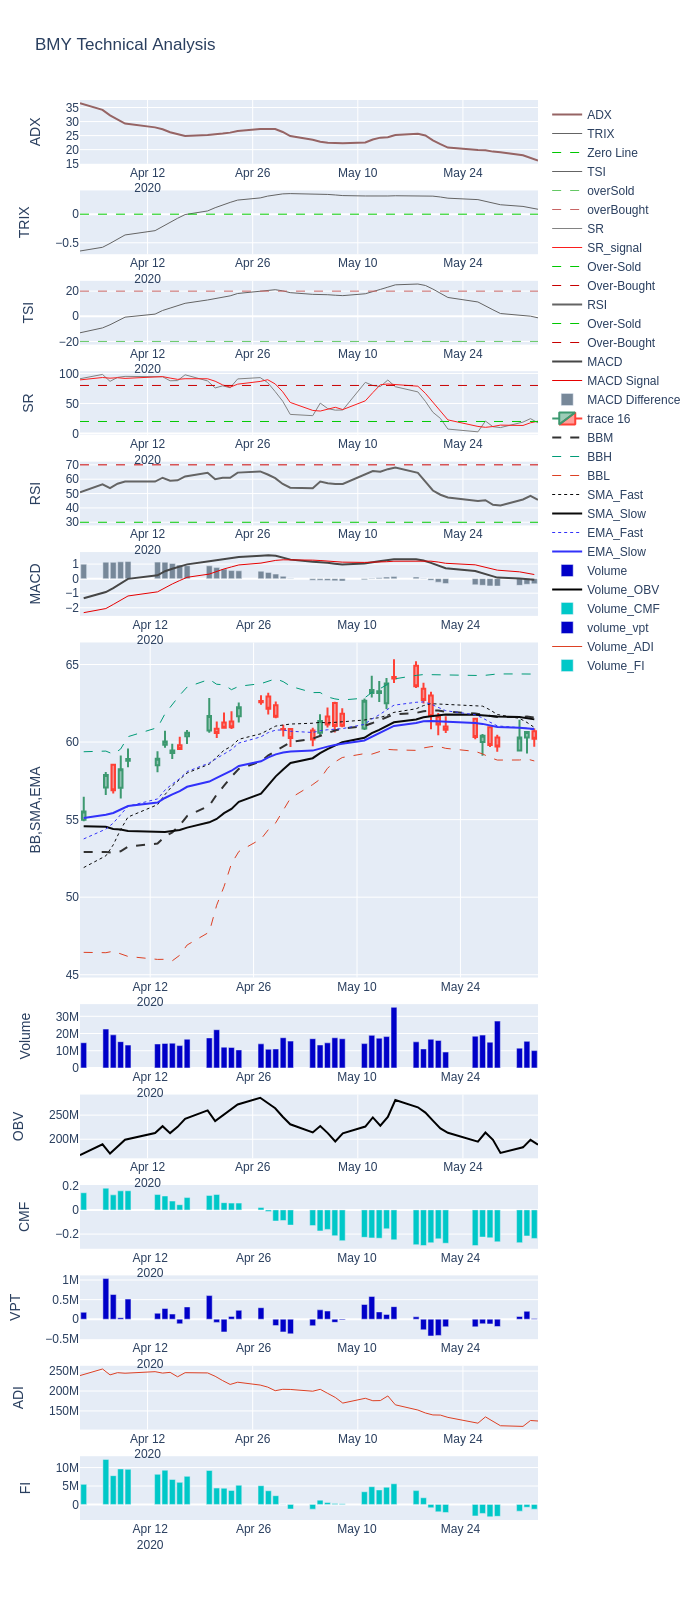 BMY Technical Analysis
ADX
35
30
25
20
15
Apr 12
2020
Apr 26
May 10
May 24
TRIX
0
−0.5
Apr 12
2020
Apr 26
May 10
May 24
TSI
20
0
−20
Apr 12
2020
Apr 26
May 10
May 24
SR
100
50
0
Apr 12
2020
Apr 26
May 10
May 24
RSI
70
60
50
40
30
Apr 12
2020
Apr 26
May 10
May 24
MACD
1
0
−1
−2
Apr 12
2020
Apr 26
May 10
May 24
BB,SMA,EMA
65
60
55
50
45
Apr 12
2020
Apr 26
May 10
May 24
Volume
30M
20M
10M
0
Apr 12
2020
Apr 26
May 10
May 24
OBV
250M
200M
Apr 12
2020
Apr 26
May 10
May 24
CMF
0.2
0
−0.2
Apr 12
2020
Apr 26
May 10
May 24
VPT
1M
0.5M
0
−0.5M
Apr 12
2020
Apr 26
May 10
May 24
ADI
250M
200M
150M
Apr 12
2020
Apr 26
May 10
May 24
FI
10M
5M
0
Apr 12
2020
Apr 26
May 10
May 24
ADX
TRIX
Zero Line
TSI
overSold
overBought
SR
SR_signal
Over-Sold
Over-Bought
RSI
Over-Sold
Over-Bought
MACD
MACD Signal
MACD Difference
trace 16
BBM
BBH
BBL
SMA_Fast
SMA_Slow
EMA_Fast
EMA_Slow
Volume
Volume_OBV
Volume_CMF
volume_vpt
Volume_ADI
Volume_FI